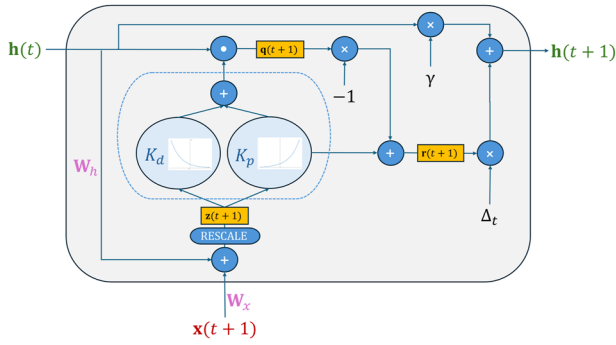 ×
γ
h(t)
•
q(t+1)
×
−1
+
h(t+1)
+
K_d
K_p
+
r(t+1)
×
W_h
Δ_t
z(t+1)
RESCALE
+
W_x
x(t+1)